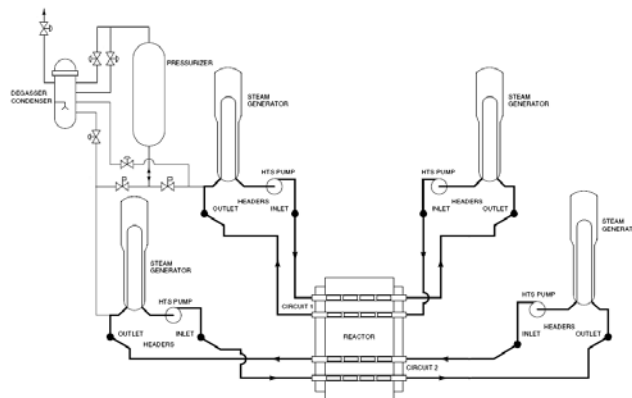 PRESSURIZER
DEGASSER
CONDENSER
STEAM
GENERATOR
STEAM
GENERATOR
HTS PUMP
HEADERS
OUTLET
INLET
HTS PUMP
HEADERS
INLET
OUTLET
P
P
STEAM
GENERATOR
HTS PUMP
OUTLET
INLET
HEADERS
STEAM
GENERAT
HTS PUMP
INLET
OUTLET
HEADERS
CIRCUIT 1
REACTOR
CIRCUIT 2